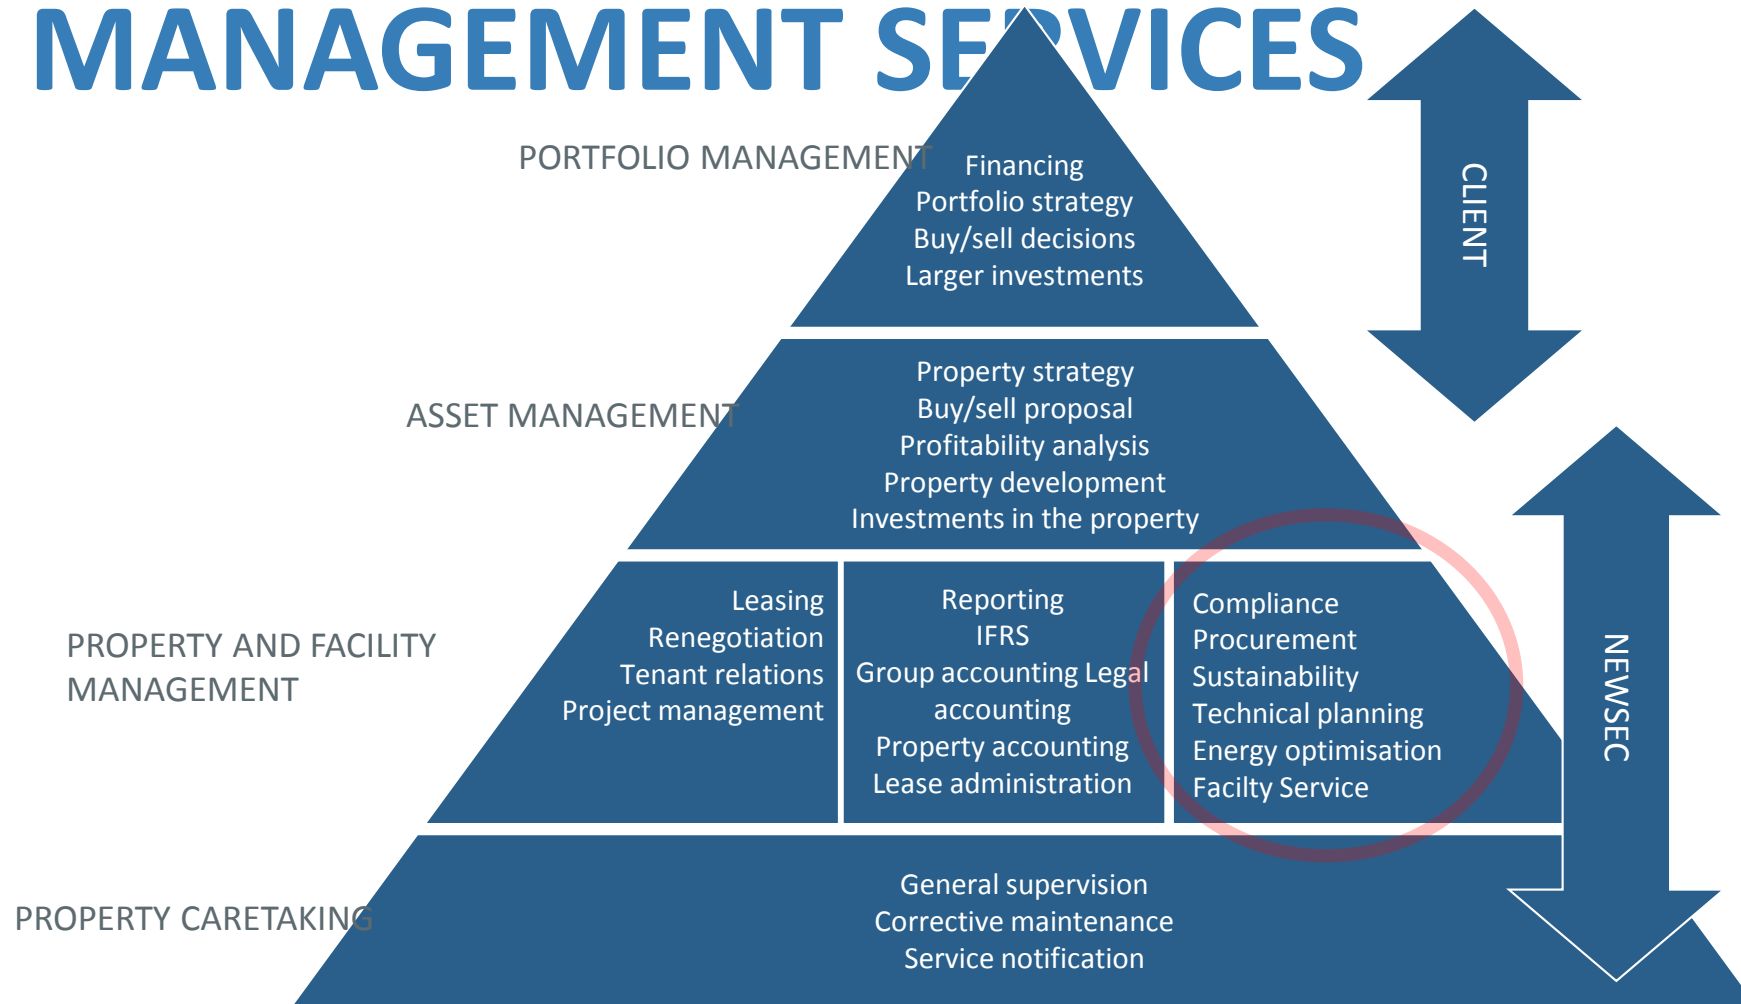 MANAGEMENT SERVICES
PORTFOLIO MANAGEMENT
Financing
Portfolio strategy
Buy/sell decisions
Larger investments
CLIENT
ASSET MANAGEMENT
Property strategy
Buy/sell proposal
Profitability analysis
Property development
Investments in the property
PROPERTY AND FACILITY
MANAGEMENT
Leasing
Renegotiation
Tenant relations
Project management
Reporting
IFRS
Group accounting Legal
accounting
Property accounting
Lease administration
Compliance
Procurement
Sustainability
Technical planning
Energy optimisation
Facilty Service
NEWSEC
PROPERTY CARETAKING
General supervision
Corrective maintenance
Service notification